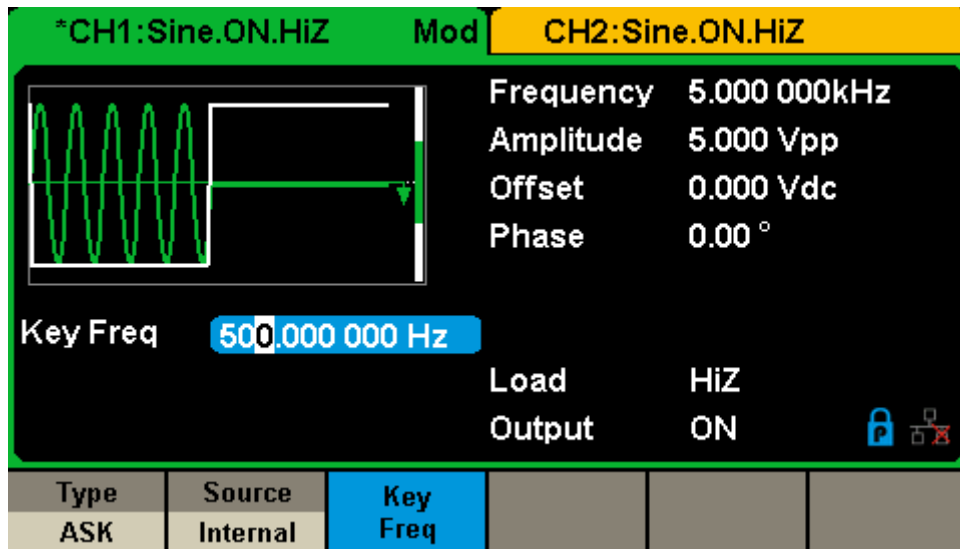 *CH1:Sine.ON.HiZ Mod CH2:Sine.ON.HiZ
Frequency 5.000 000kHz
Amplitude 5.000 Vpp
Offset 0.000 Vdc
Phase 0.00 °
Key Freq 500.000 000 Hz
Load HiZ
Output ON P
Type Source Key Freq
ASK Internal